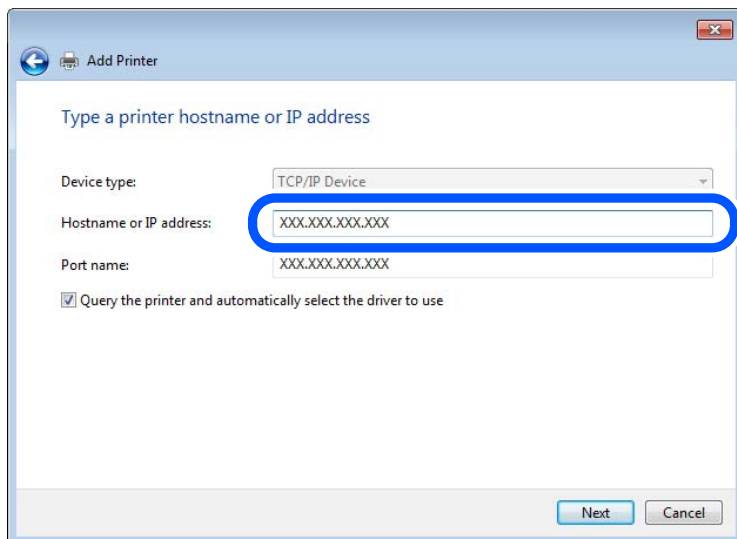 Add Printer
Type a printer hostname or IP address
Device type: TCP/IP Device
Hostname or IP address: XXX.XXX.XXX.XXX
Port name: XXX.XXX.XXX.XXX
Query the printer and automatically select the driver to use
Next Cancel